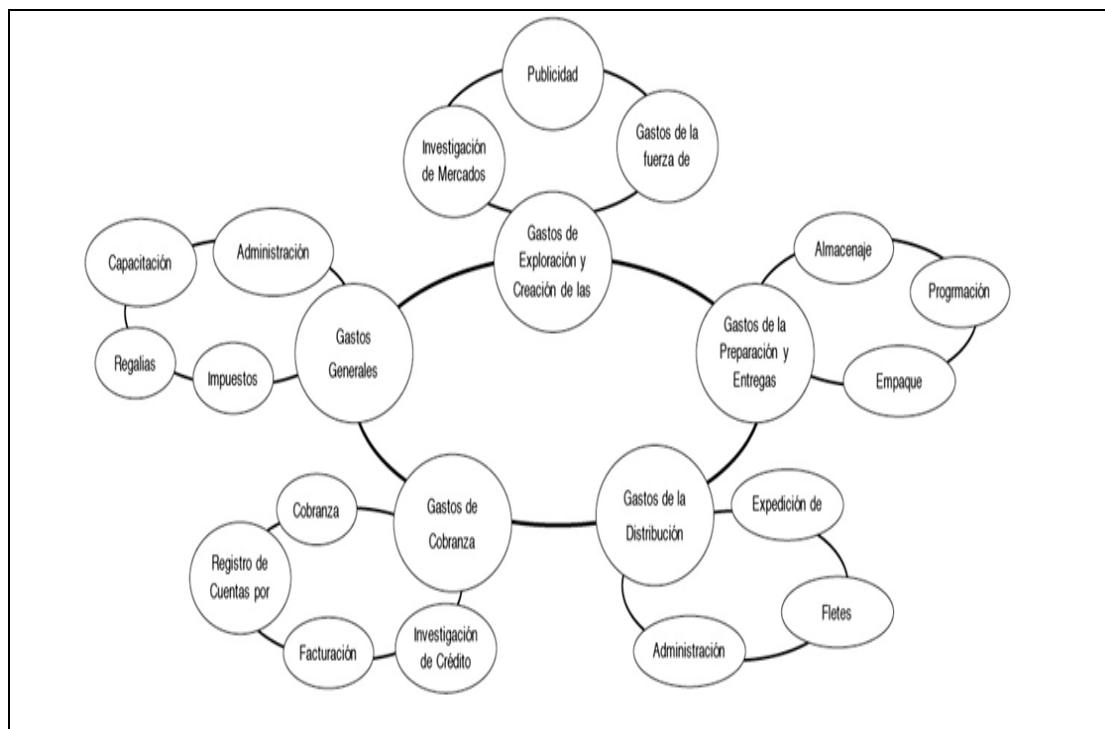 Publicidad
Investigación
de Mercados
Gastos de la
fuerza de
Gastos de
Exploración y
Creación de las
Capacitación
Administración
Regalias
Impuestos
Gastos
Generales
Almacenaje
Progrmación
Empaque
Gastos de la
Preparación y
Entregas
Cobranza
Registro de
Cuentas por
Facturación
Investigación
de Crédito
Gastos de
Cobranza
Gastos de la
Distribución
Expedición de
Fletes
Administración